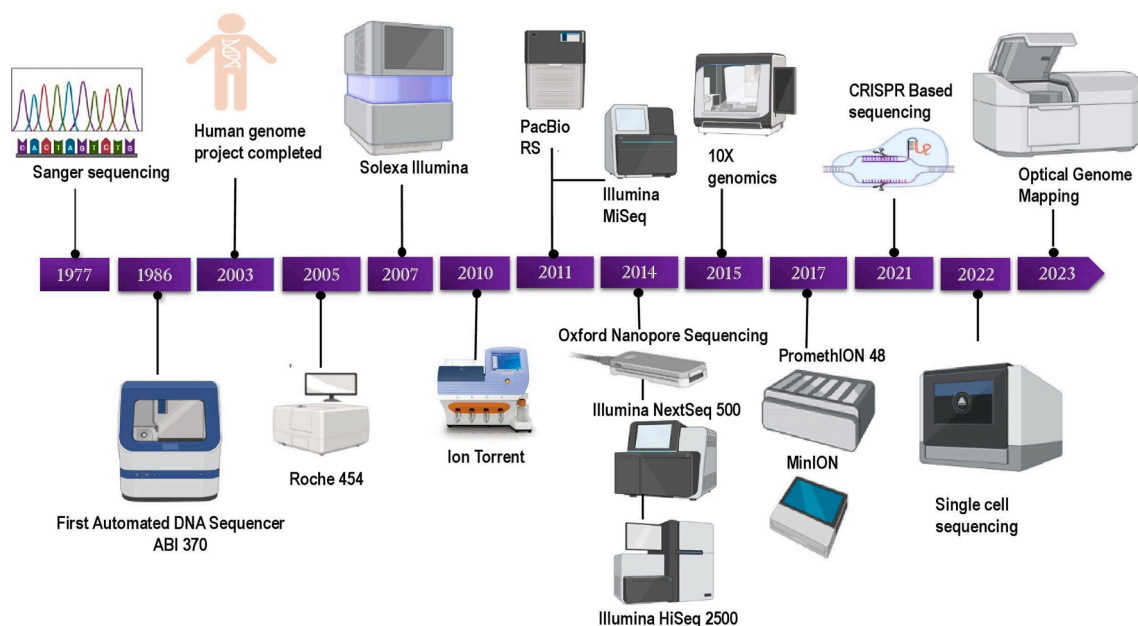 C A C T A G T C T G
Sanger sequencing
Human genome
project completed
Solexa Illumina
PacBio
RS
Illumina
MiSeq
10X
genomics
CRISPR Based
sequencing
Optical Genome
Mapping
1977
1986
2003
2005
2007
2010
2011
2014
2015
2017
2021
2022
2023
First Automated DNA Sequencer
ABI 370
Roche 454
Ion Torrent
Oxford Nanopore Sequencing
Illumina NextSeq 500
Illumina HiSeq 2500
PromethION 48
MinION
Single cell
sequencing